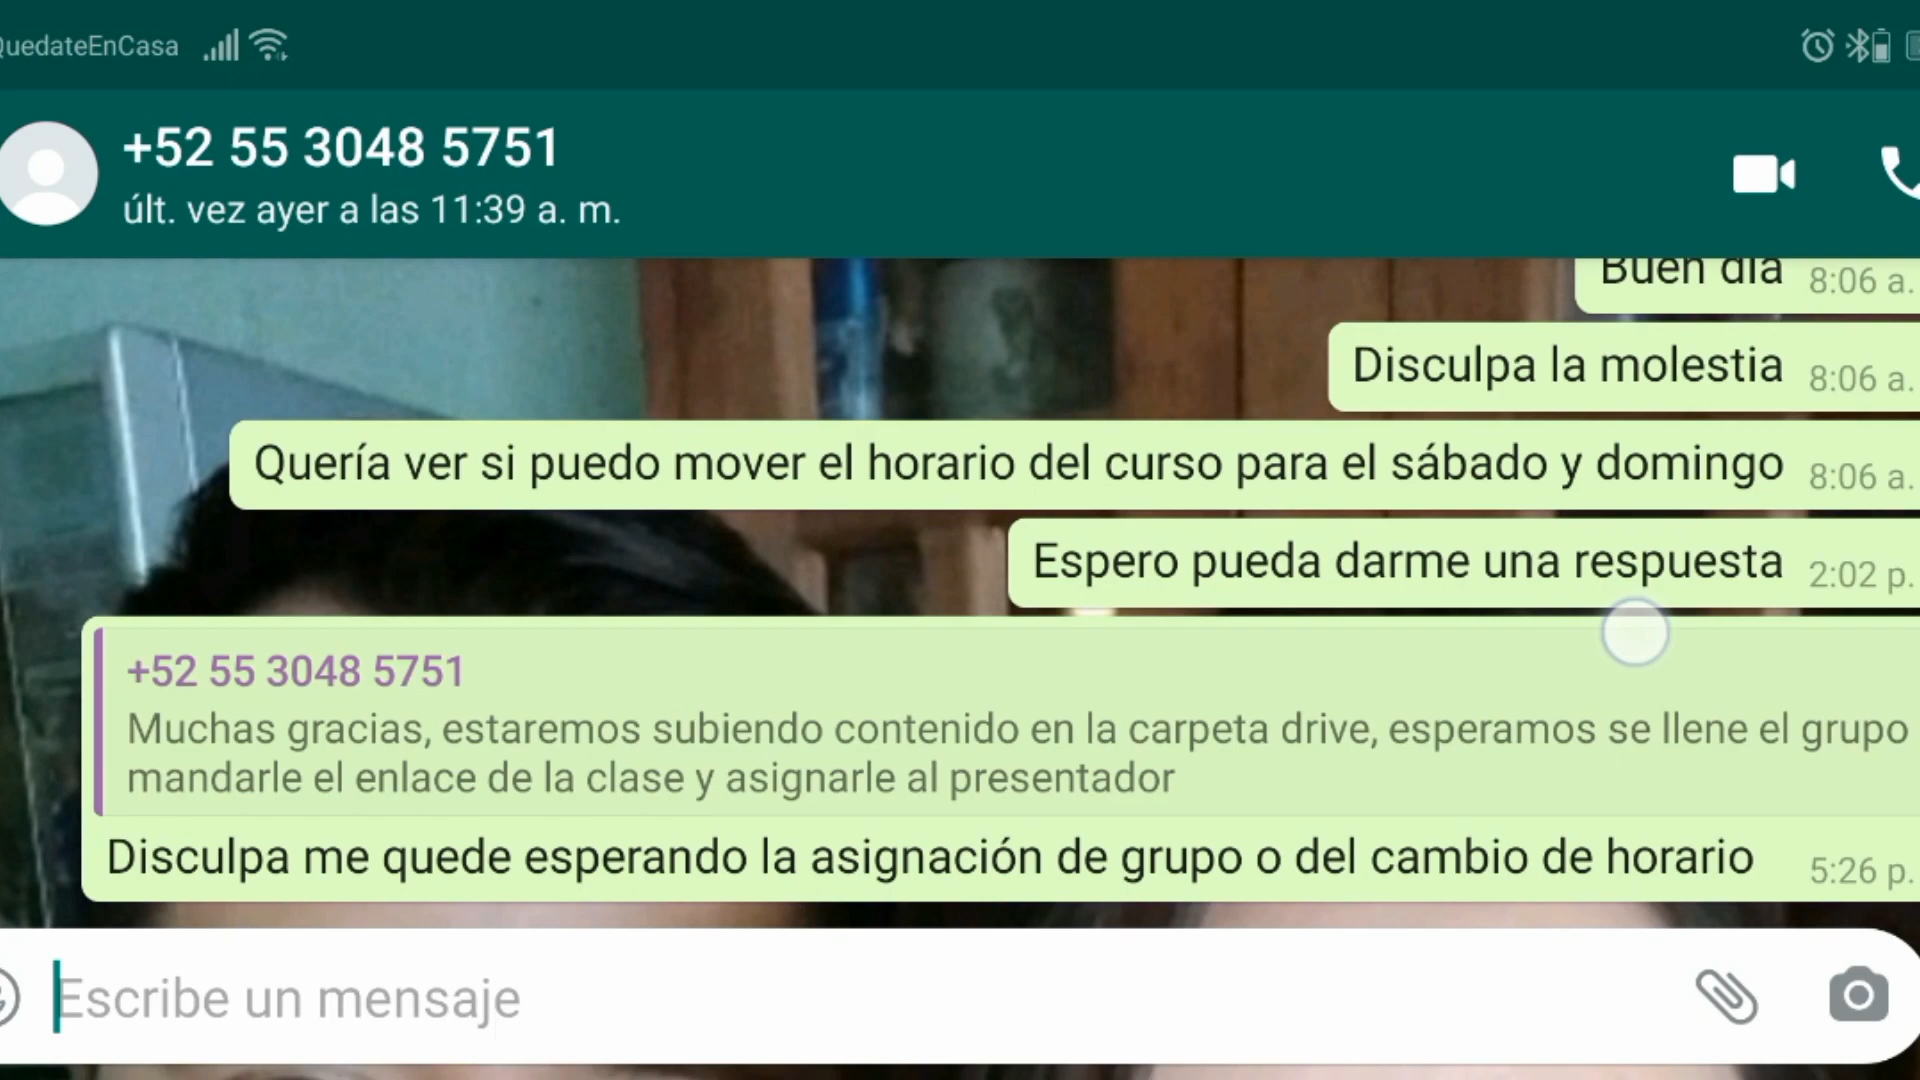 QuedateEnCasa
+52 55 3048 5751
últ. vez ayer a las 11:39 a. m.
Buen día 8:06 a.
Disculpa la molestia 8:06 a.
Quería ver si puedo mover el horario del curso para el sábado y domingo 8:06 a.
Espero pueda darme una respuesta 2:02 p.
+52 55 3048 5751
Muchas gracias, estaremos subiendo contenido en la carpeta drive, esperamos se llene el grupo
mandarle el enlace de la clase y asignarle al presentador
Disculpa me quede esperando la asignación de grupo o del cambio de horario 5:26 p.
Escribe un mensaje